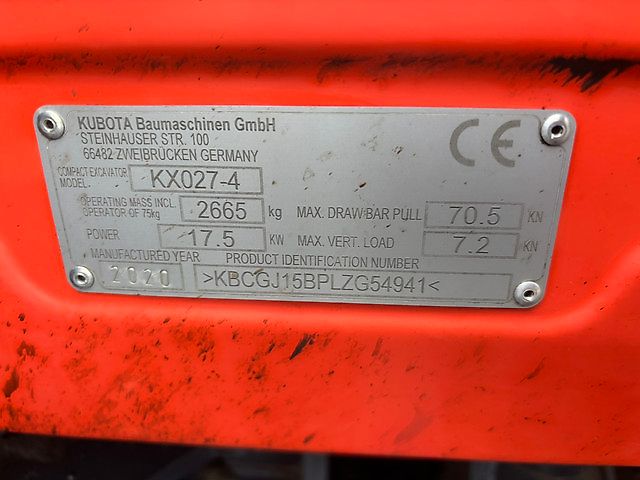 KUBOTA Baumaschinen GmbH
STEINHAUSER STR. 100
66482 ZWEIBRÜCKEN GERMANY
CE
COMPACT EXCAVATOR
MODEL
KX027-4
OPERATING MASS INCL.
OPERATOR OF 75kg
2665 kg
MAX. DRAW BAR PULL 70.5 KN
POWER 17.5 KW
MAX. VERT. LOAD 7.2 KN
MANUFACTURED YEAR
PRODUCT IDENTIFICATION NUMBER
2020
>KBCGJ15BPLZG54941<